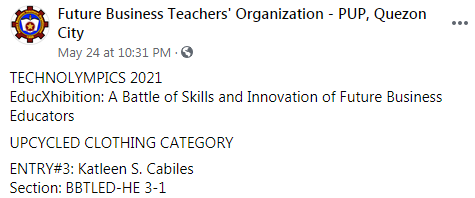 Future Business Teachers' Organization - PUP, Quezon
City
May 24 at 10:31 PM ·
TECHNOLYMPICS 2021
EducXhibition: A Battle of Skills and Innovation of Future Business
Educators
UPCYCLED CLOTHING CATEGORY
ENTRY#3: Katleen S. Cabiles
Section: BBTLED-HE 3-1